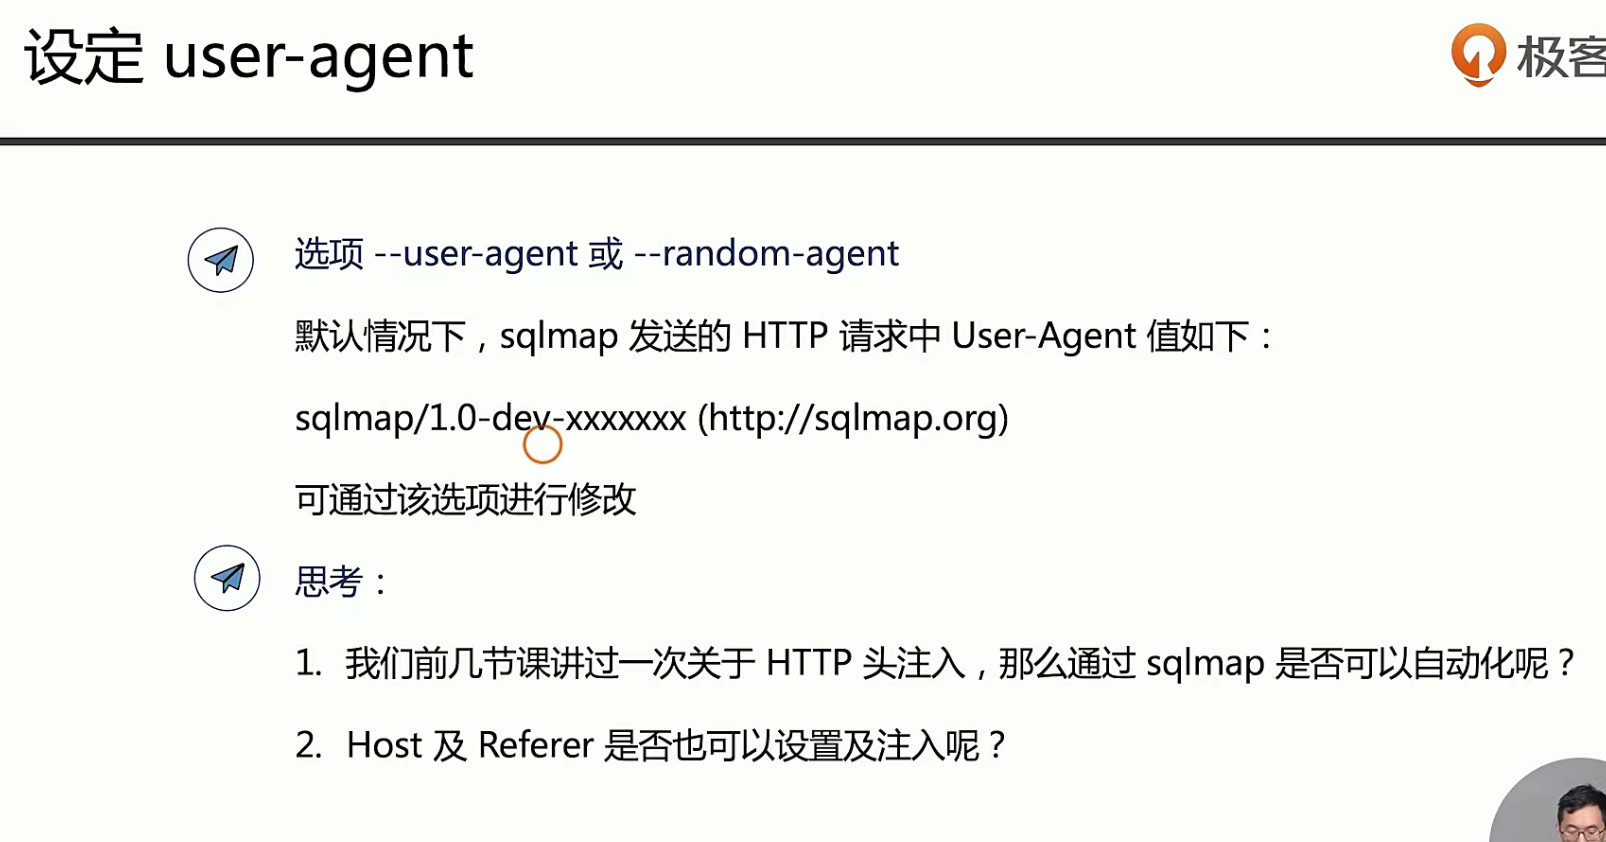 设定 user-agent
极客
选项 --user-agent 或 --random-agent
默认情况下，sqlmap 发送的 HTTP 请求中 User-Agent 值如下：
sqlmap/1.0-dev-xxxxxxx (http://sqlmap.org)
可通过该选项进行修改
思考：
1. 我们前几节课讲过一次关于 HTTP 头注入，那么通过 sqlmap 是否可以自动化呢？
2. Host 及 Referer 是否也可以设置及注入呢？